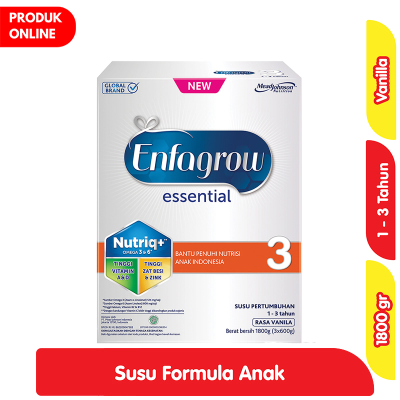 PRODUK
ONLINE
GLOBAL
BRAND
NEW
MeadJohnson
Nutrition
Enfagrow
essential
Nutriq+
OMEGA 3 & 6
TINGGI
VITAMIN
A & D
TINGGI
ZAT BESI
& ZINK
BANTU PENUHI NUTRISI
ANAK INDONESIA
3
SUSU PERTUMBUHAN
1 - 3 tahun
RASA VANILA
Berat bersih 1800g (3x600g)
Vanilla
1 - 3 Tahun
1800 gr
Susu Formula Anak